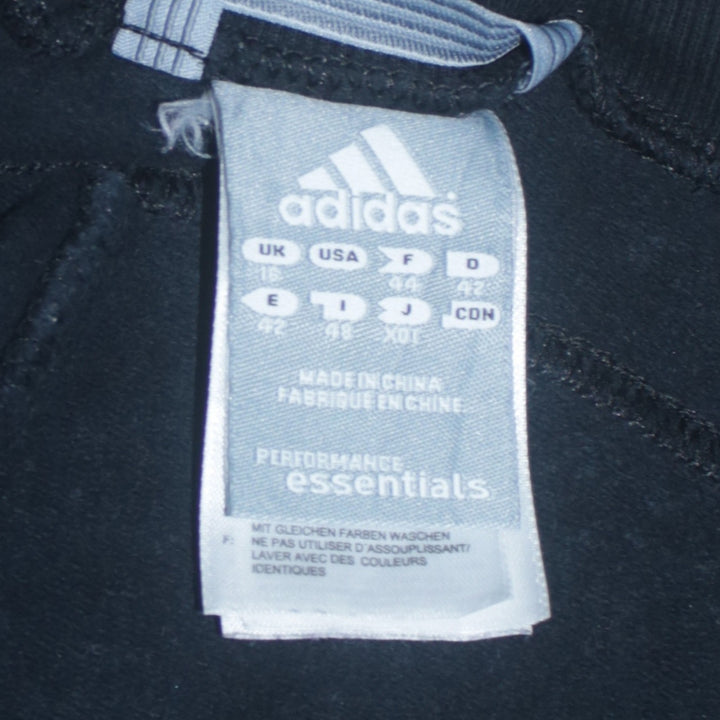 adidas
UK USA F D
16 44 42
E I J CDN
42 48 XOT
MADE IN CHINA
FABRIQUE EN CHINE
PERFORMANCE
essentials
MIT GLEICHEN FARBEN WASCHEN
F: NE PAS UTILISER D'ASSOUPLISSANT/
LAVER AVEC DES COULEURS
IDENTIQUES